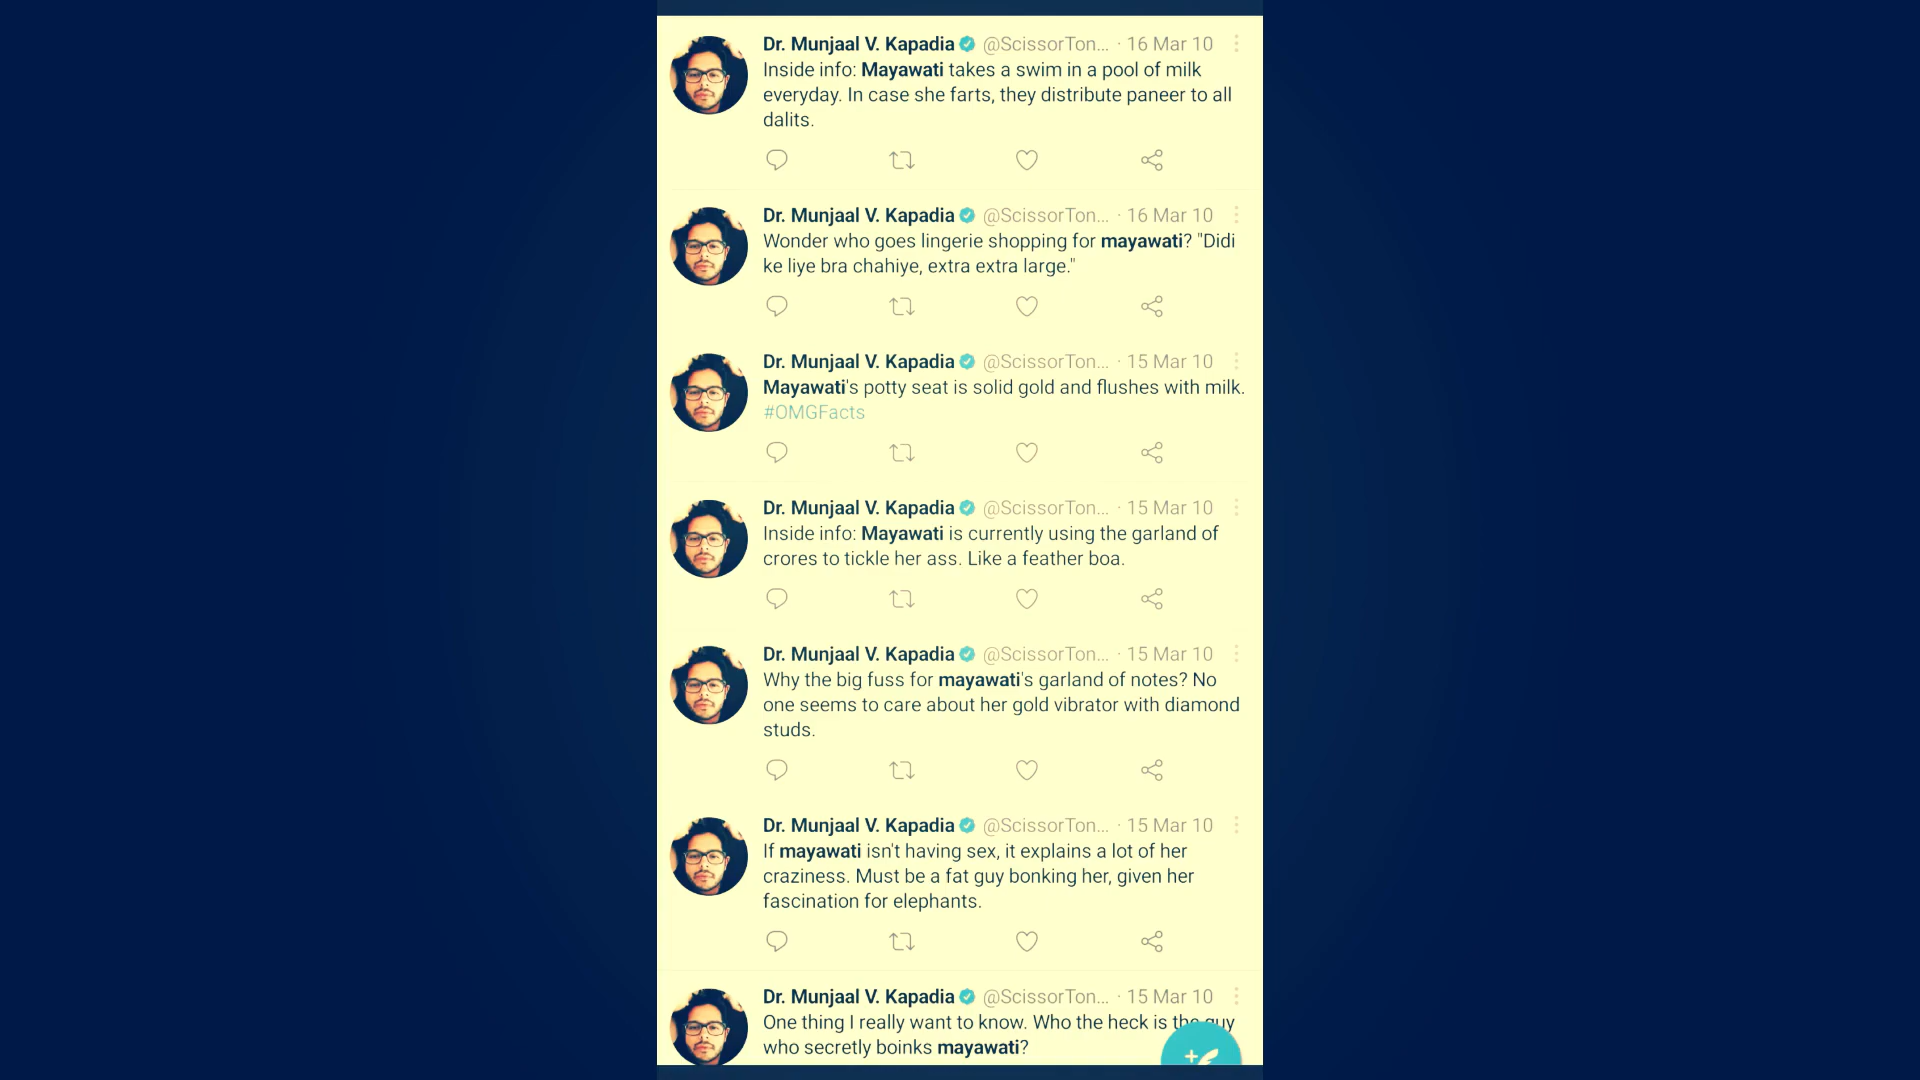 Dr. Munjaal V. Kapadia @ScissorTon... · 16 Mar 10
Inside info: Mayawati takes a swim in a pool of milk
everyday. In case she farts, they distribute paneer to all
dalits.
Dr. Munjaal V. Kapadia @ScissorTon... · 16 Mar 10
Wonder who goes lingerie shopping for mayawati? "Didi
ke liye bra chahiye, extra extra large."
Dr. Munjaal V. Kapadia @ScissorTon... · 15 Mar 10
Mayawati's potty seat is solid gold and flushes with milk.
#OMGFacts
Dr. Munjaal V. Kapadia @ScissorTon... · 15 Mar 10
Inside info: Mayawati is currently using the garland of
crores to tickle her ass. Like a feather boa.
Dr. Munjaal V. Kapadia @ScissorTon... · 15 Mar 10
Why the big fuss for mayawati's garland of notes? No
one seems to care about her gold vibrator with diamond
studs.
Dr. Munjaal V. Kapadia @ScissorTon... · 15 Mar 10
If mayawati isn't having sex, it explains a lot of her
craziness. Must be a fat guy bonking her, given her
fascination for elephants.
Dr. Munjaal V. Kapadia @ScissorTon... · 15 Mar 10
One thing I really want to know. Who the heck is the guy
who secretly boinks mayawati?